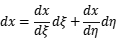 dx = dx/dξ dξ + dx/dη dη